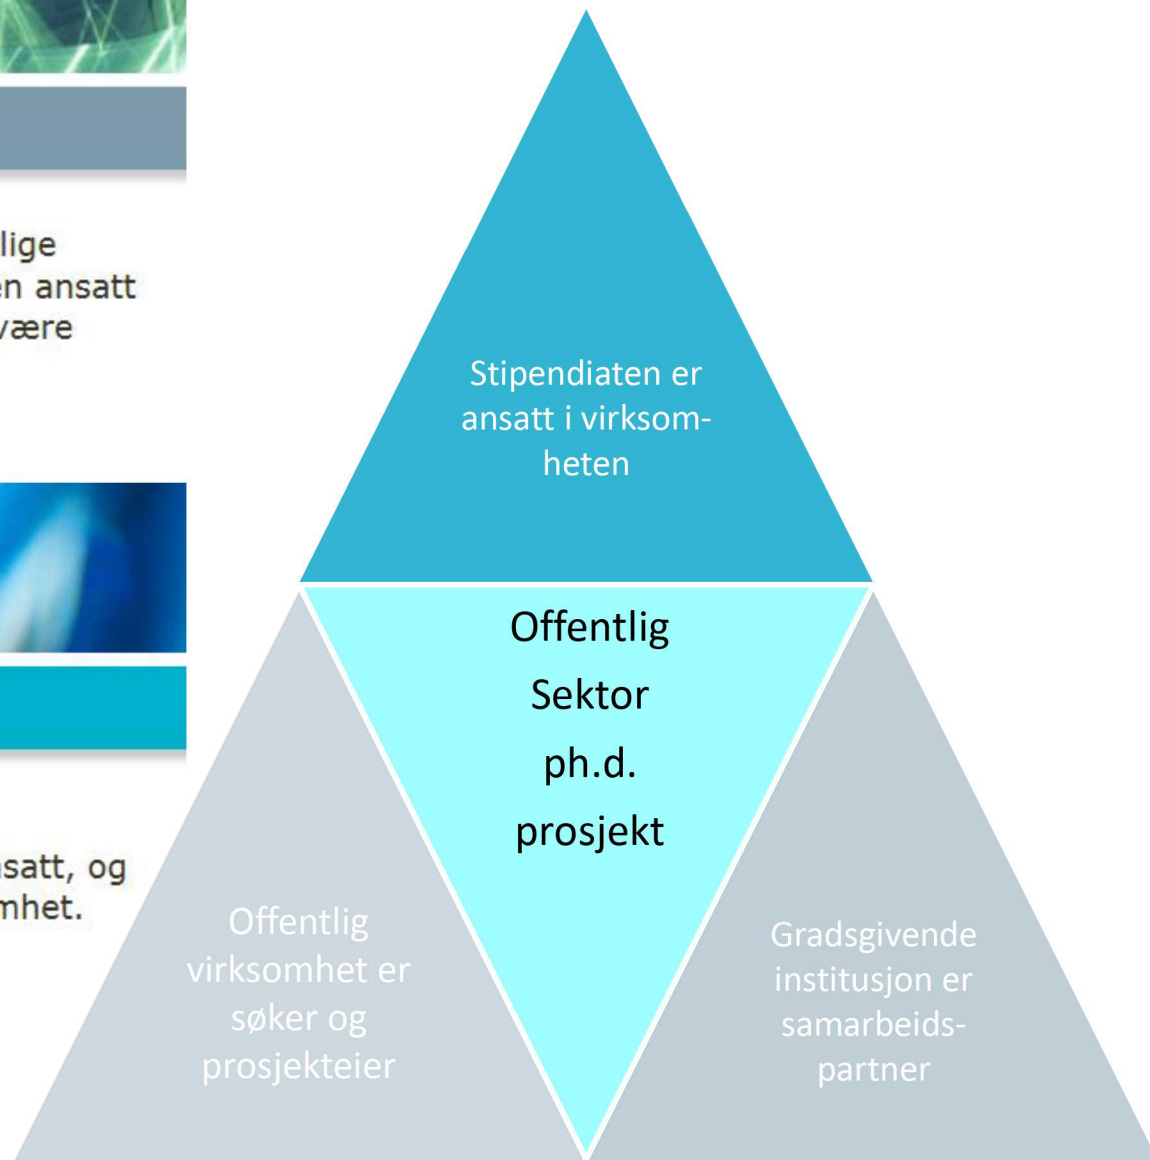 lige
en ansatt
være
satt, og
mhet.
Stipendiaten er
ansatt i virksom-
heten
Offentlig
Sektor
ph.d.
prosjekt
Offentlig
virksomhet er
søker og
prosjekteier
Gradsgivende
institusjon er
samarbeids-
partner